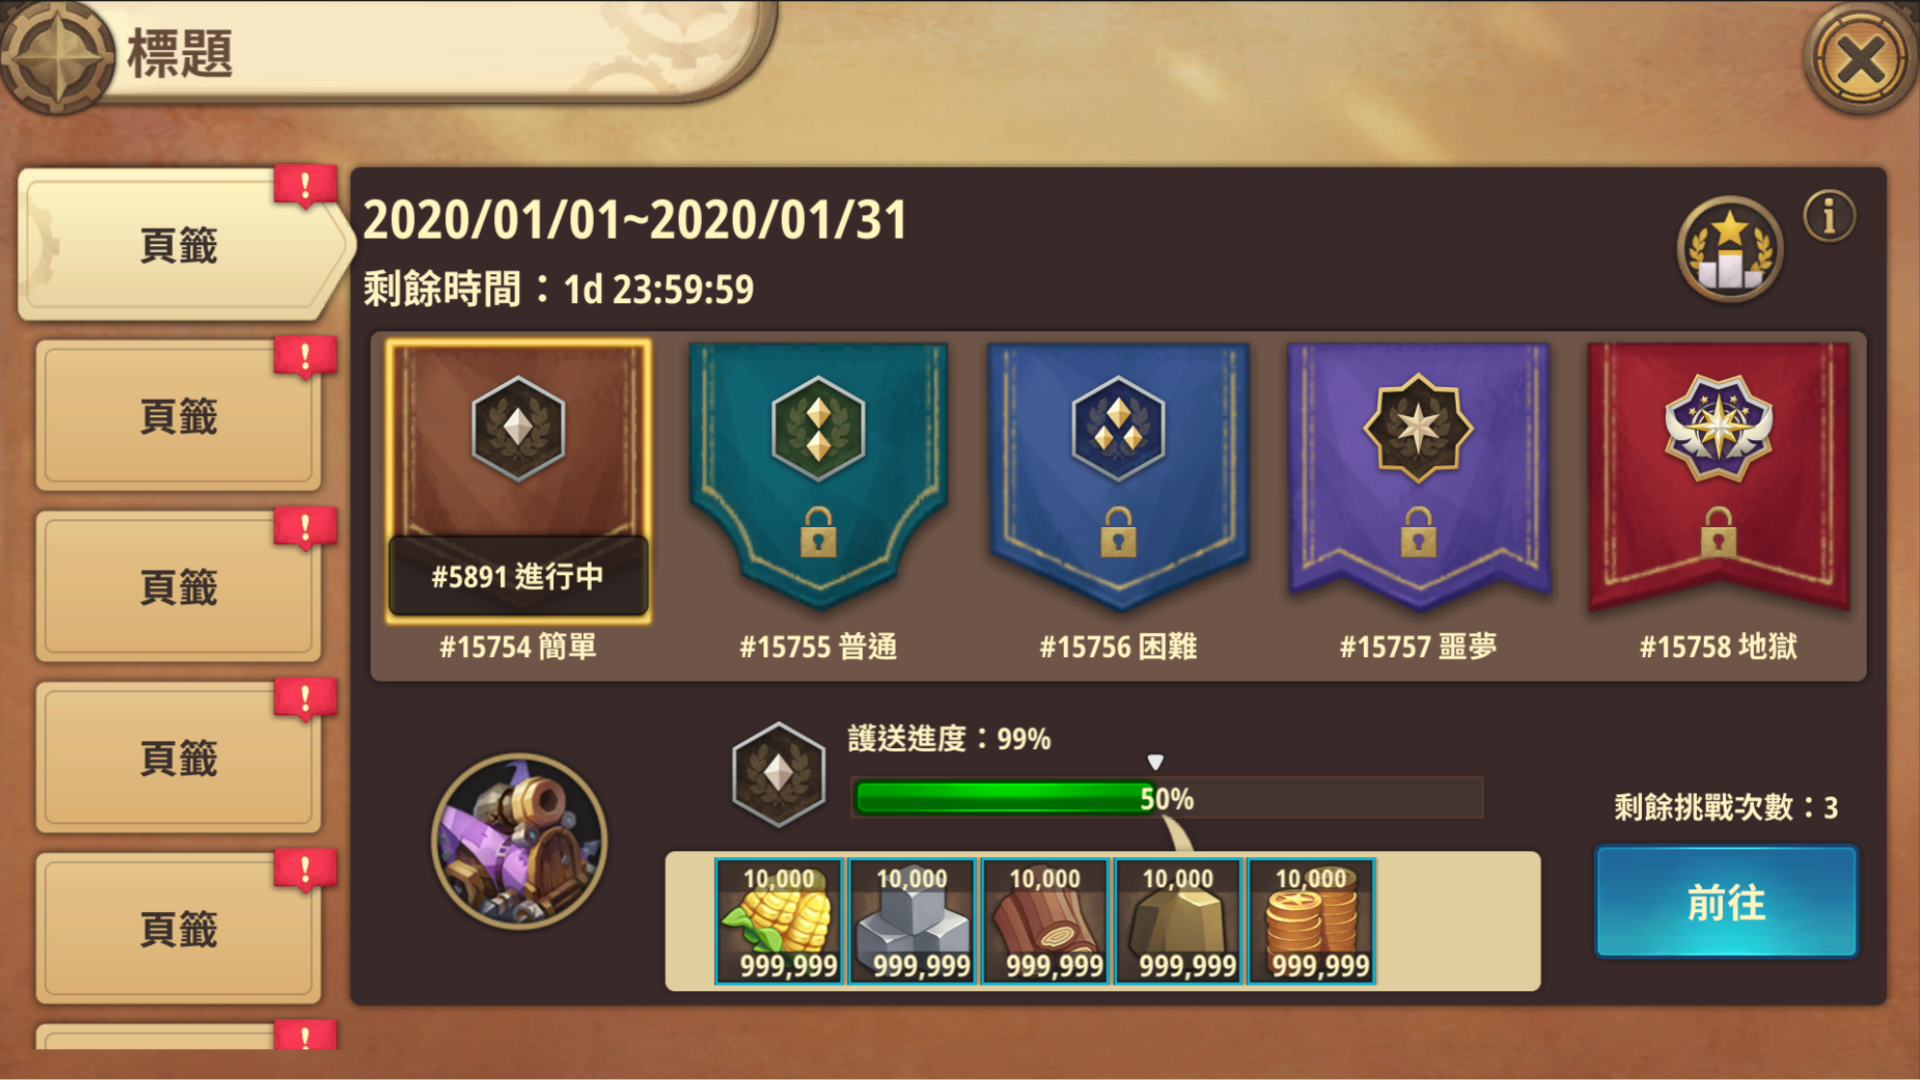 標題
頁籤
頁籤
頁籤
頁籤
頁籤
2020/01/01~2020/01/31
剩餘時間：1d 23:59:59
#5891 進行中
#15754 簡單
#15755 普通
#15756 困難
#15757 噩夢
#15758 地獄
護送進度：99%
50%
剩餘挑戰次數：3
10,000
10,000
10,000
10,000
10,000
999,999
999,999
999,999
999,999
999,999
前往